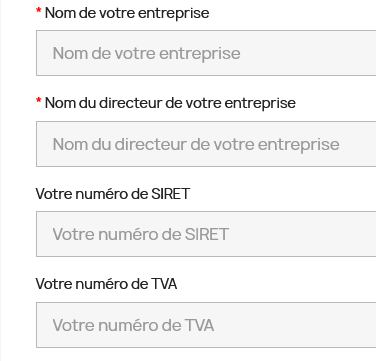 * Nom de votre entreprise
Nom de votre entreprise
* Nom du directeur de votre entreprise
Nom du directeur de votre entreprise
Votre numéro de SIRET
Votre numéro de SIRET
Votre numéro de TVA
Votre numéro de TVA